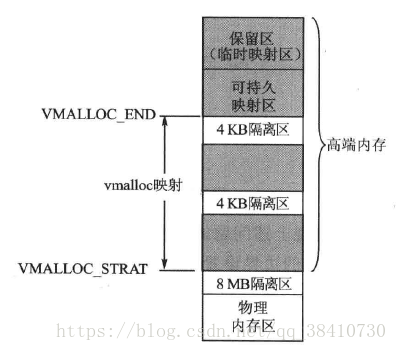 保留区
(临时映射区)
可持久
映射区
VMALLOC_END
4 KB隔离区
高端内存
vmalloc映射
4 KB隔离区
VMALLOC_STRAT
8 MB隔离区
物理
内存区
https://blog.csdn.net/qq_38410730